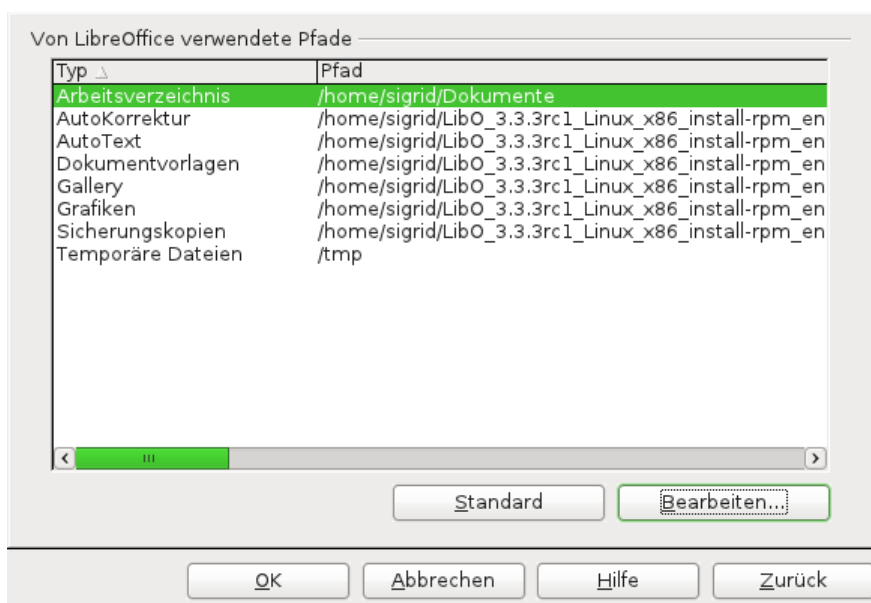 Von LibreOffice verwendete Pfade
Typ Pfad
Arbeitsverzeichnis /home/sigrid/Dokumente
AutoKorrektur /home/sigrid/LibO_3.3.3rc1_Linux_x86_install-rpm_en
AutoText /home/sigrid/LibO_3.3.3rc1_Linux_x86_install-rpm_en
Dokumentvorlagen /home/sigrid/LibO_3.3.3rc1_Linux_x86_install-rpm_en
Gallery /home/sigrid/LibO_3.3.3rc1_Linux_x86_install-rpm_en
Grafiken /home/sigrid/LibO_3.3.3rc1_Linux_x86_install-rpm_en
Sicherungskopien /home/sigrid/LibO_3.3.3rc1_Linux_x86_install-rpm_en
Temporäre Dateien /tmp
Standard Bearbeiten...
OK Abbrechen Hilfe Zurück